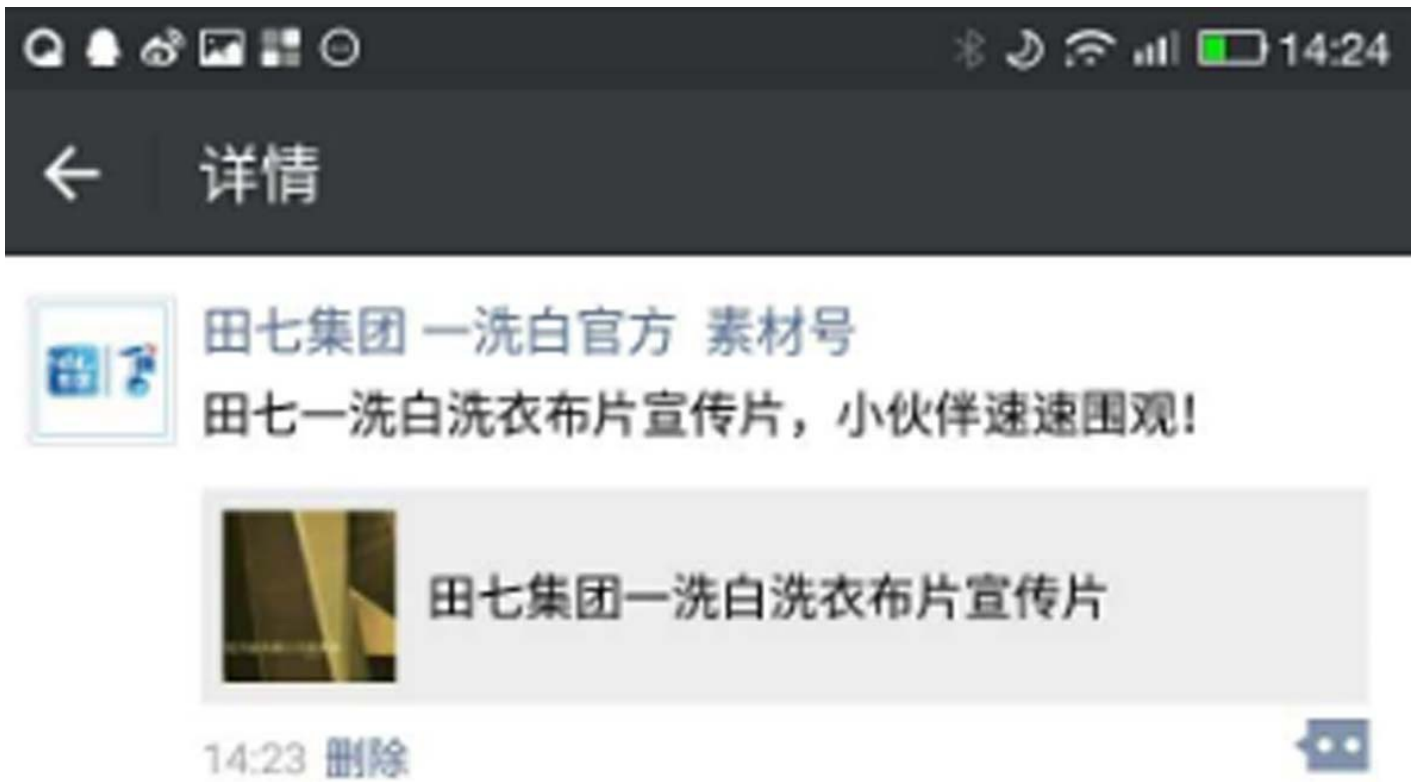 14:24
详情
田七集团 一洗白官方 素材号
田七一洗白洗衣布片宣传片，小伙伴速速围观!
田七集团一洗白洗衣布片宣传片
14:23 删除